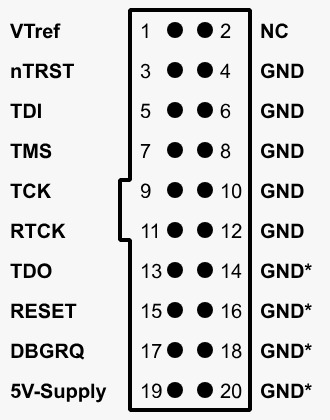 VTref 1 2 NC
nTRST 3 4 GND
TDI 5 6 GND
TMS 7 8 GND
TCK 9 10 GND
RTCK 11 12 GND
TDO 13 14 GND*
RESET 15 16 GND*
DBGRQ 17 18 GND*
5V-Supply 19 20 GND*